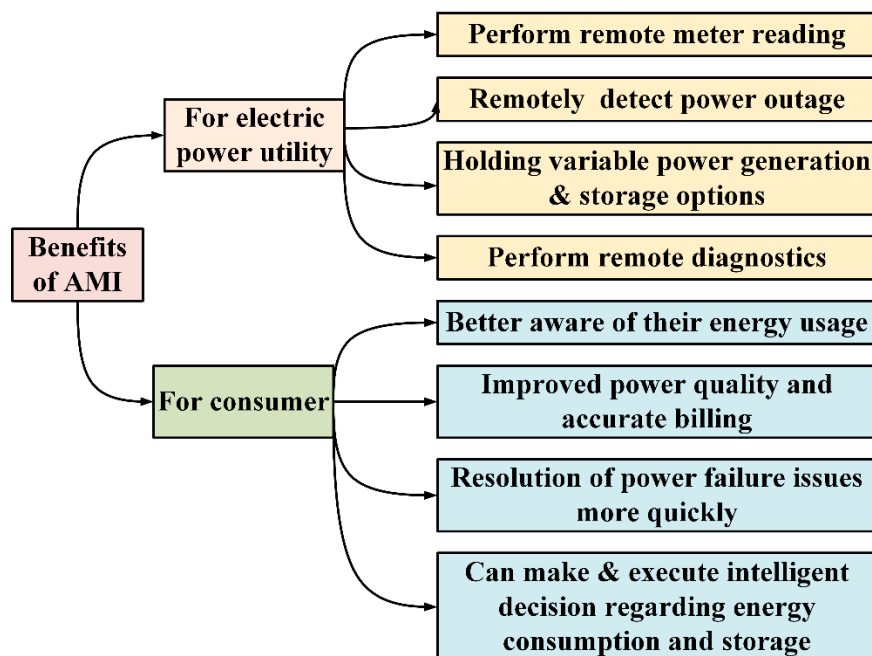 Perform remote meter reading
Remotely detect power outage
For electric
power utility
Holding variable power generation
& storage options
Perform remote diagnostics
Benefits
of AMI
Better aware of their energy usage
For consumer
Improved power quality and
accurate billing
Resolution of power failure issues
more quickly
Can make & execute intelligent
decision regarding energy
consumption and storage